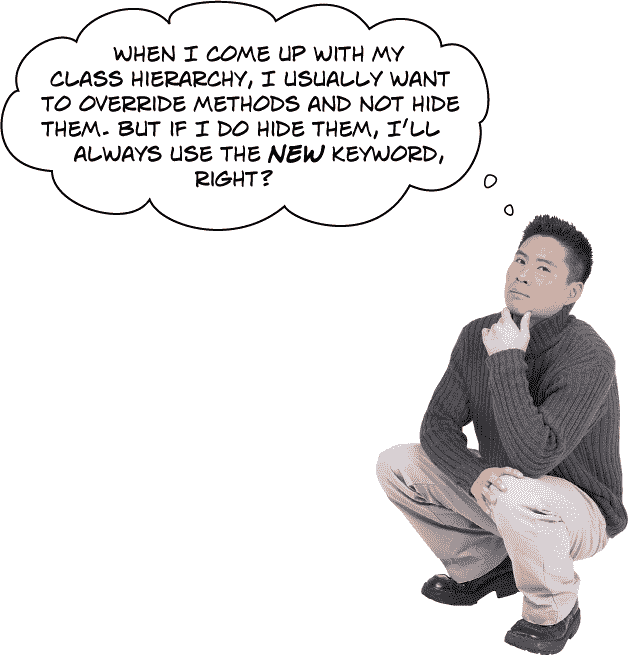 WHEN I COME UP WITH MY
CLASS HIERARCHY, I USUALLY WANT
TO OVERRIDE METHODS AND NOT HIDE
THEM. BUT IF I DO HIDE THEM, I'LL
ALWAYS USE THE NEW KEYWORD,
RIGHT?